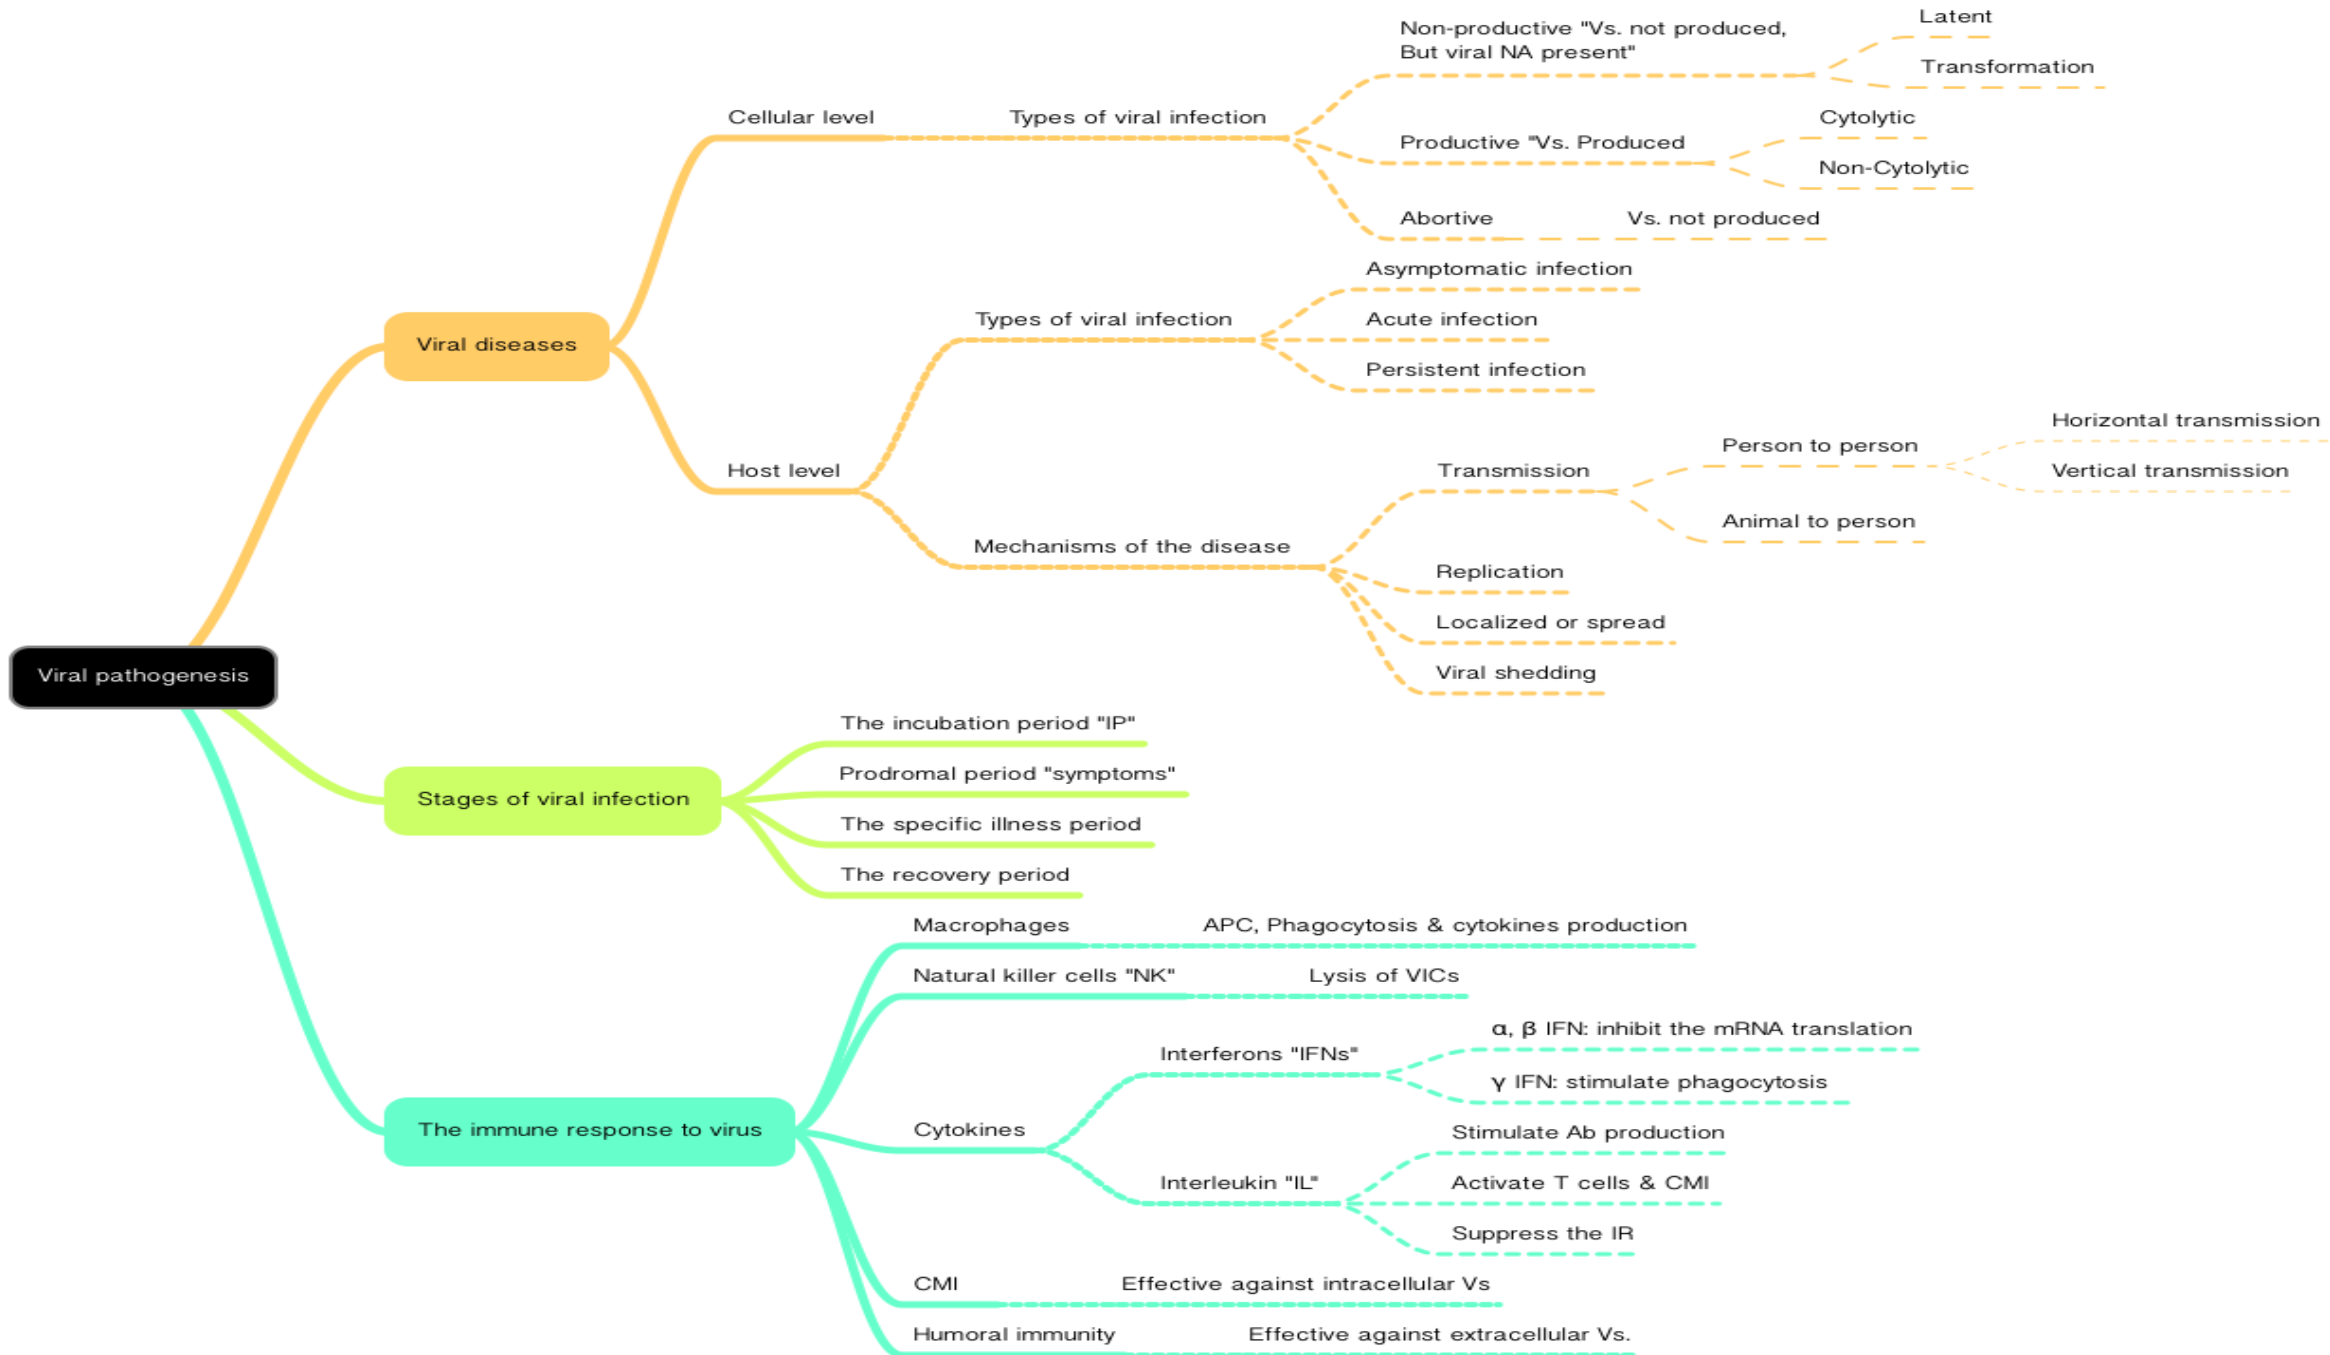 Viral pathogenesis
Viral diseases
Cellular level
Types of viral infection
Non-productive "Vs. not produced,
But viral NA present"
Latent
Transformation
Productive "Vs. Produced
Cytolytic
Non-Cytolytic
Abortive
Vs. not produced
Host level
Types of viral infection
Asymptomatic infection
Acute infection
Persistent infection
Mechanisms of the disease
Transmission
Person to person
Horizontal transmission
Vertical transmission
Animal to person
Replication
Localized or spread
Viral shedding
Stages of viral infection
The incubation period "IP"
Prodromal period "symptoms"
The specific illness period
The recovery period
The immune response to virus
Macrophages
APC, Phagocytosis & cytokines production
Natural killer cells "NK"
Lysis of VICs
Cytokines
Interferons "IFNs"
α, β IFN: inhibit the mRNA translation
γ IFN: stimulate phagocytosis
Interleukin "IL"
Stimulate Ab production
Activate T cells & CMI
Suppress the IR
CMI
Effective against intracellular Vs
Humoral immunity
Effective against extracellular Vs.